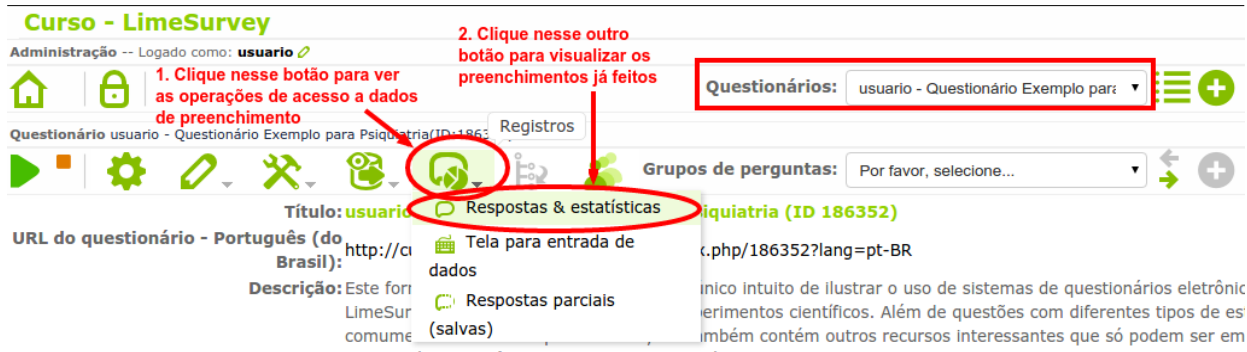 Curso - LimeSurvey
Administração -- Logado como: usuario
1. Clique nesse botão para ver
as operações de acesso a dados
de preenchimento
2. Clique nesse outro
botão para visualizar os
preenchimentos já feitos
Questionários: usuario - Questionário Exemplo para
Questionário usuario - Questionário Exemplo para Psiquiatria(ID:1863
Registros
Grupos de perguntas: Por favor, selecione...
Título: usuario iquiatria (ID 186352)
Respostas & estatísticas
URL do questionário - Português (do
Brasil):
http://cu x.php/186352?lang=pt-BR
Tela para entrada de
dados
Descrição: Este for único intuito de ilustrar o uso de sistemas de questionários eletrônic
Respostas parciais
(salvas)
LimeSur perimentos científicos. Além de questões com diferentes tipos de es
comume mbém contém outros recursos interessantes que só podem ser em